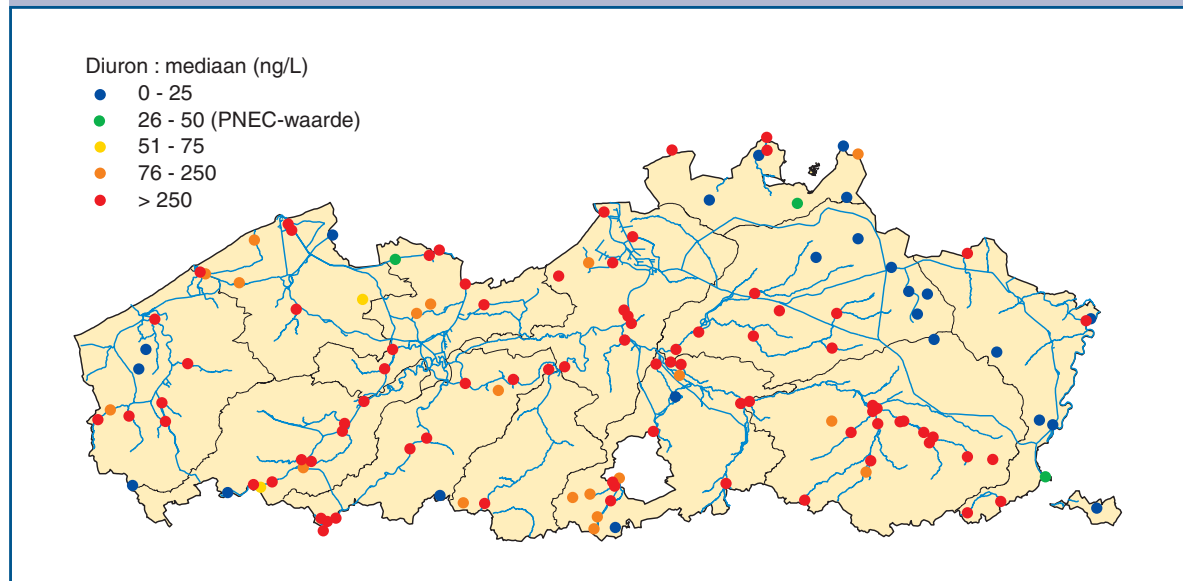 Diuron : mediaan (ng/L)
0 - 25
26 - 50 (PNEC-waarde)
51 - 75
76 - 250
> 250